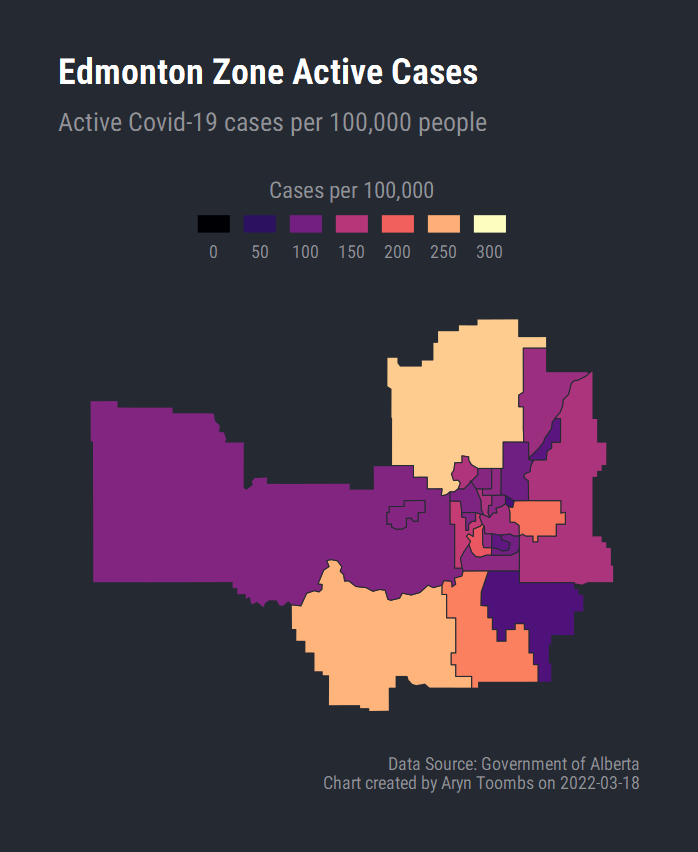 Edmonton Zone Active Cases
Active Covid-19 cases per 100,000 people
Cases per 100,000
0 50 100 150 200 250 300
Data Source: Government of Alberta
Chart created by Aryn Toombs on 2022-03-18